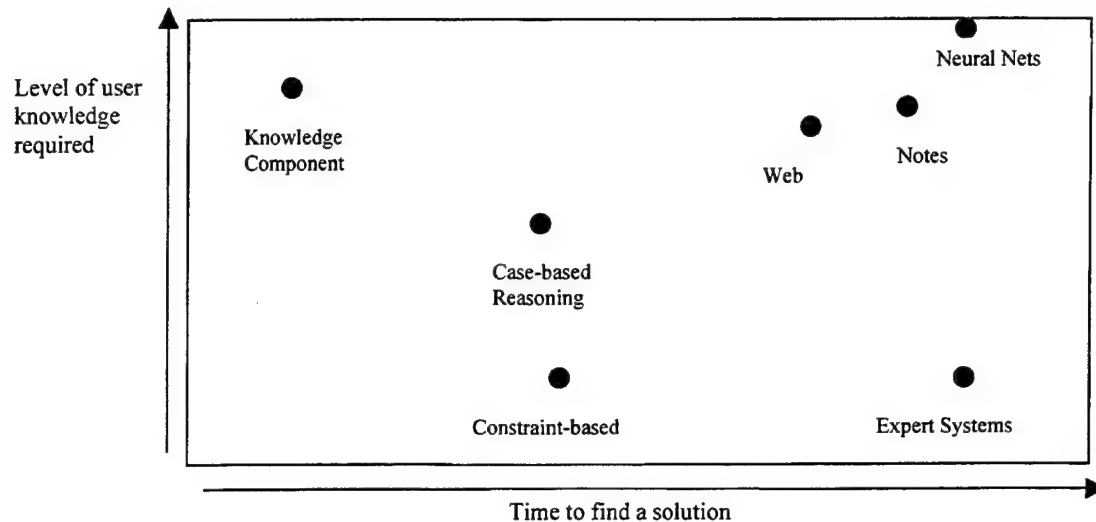 Level of user
knowledge
required
Neural Nets
Knowledge
Component
Web
Notes
Case-based
Reasoning
Constraint-based
Expert Systems
Time to find a solution